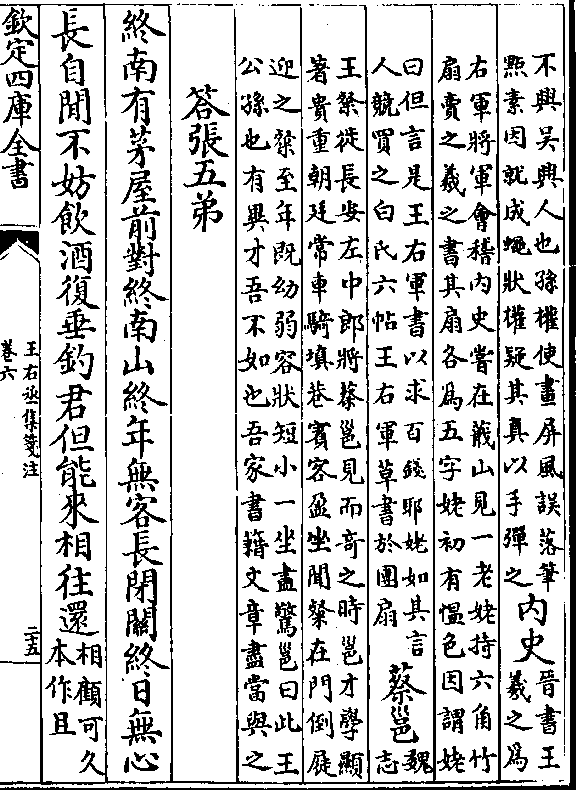 不興吳興人也孫權使畫屏風誤落筆
點素因就成蠅狀權疑其真以手彈之
內史
晉書王
羲之為
右軍將軍會稽內史嘗在蕺山見一老姥持六角竹
扇賣之羲之書其扇各為五字姥初有慍色因謂姥
曰但言是王右軍書以求百錢耶姥如其言
人競買之白氏六帖王右軍草書於團扇
蔡邕
魏
志
王粲徙長安左中郎將蔡邕見而奇之時邕才學顯
著貴重朝廷常車騎填巷賓客盈坐聞粲在門倒屣
迎之粲至年既幼弱容狀短小一坐盡驚邕曰此王
公孫也有異才吾不如也吾家書籍文章盡當與之
荅張五弟
終南有茅屋前對終南山終年無客長閉關終日無心
長自閒不妨飲酒復垂釣君但能來相往還
相顧可久
本作且
欽定四庫全書
王右丞集箋注
卷六
二十五